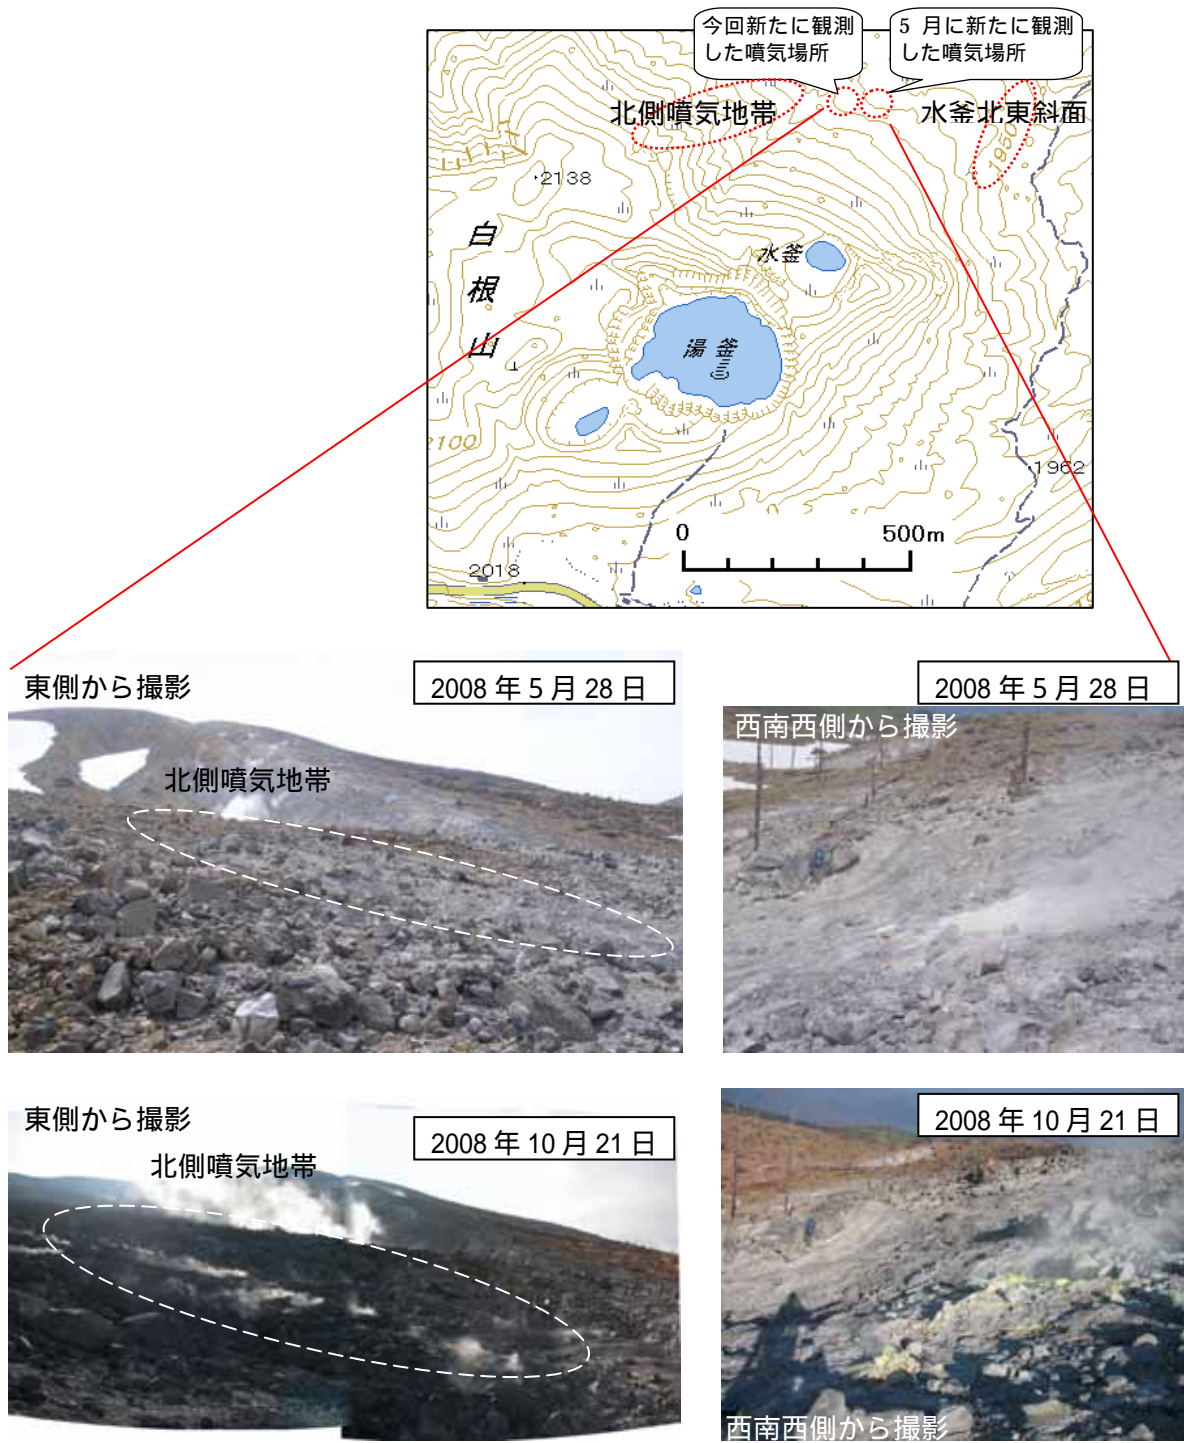 今回新たに観測
した噴気場所
5 月に新たに観測
した噴気場所
北側噴気地帯
水釜北東斜面
1950
2138
白根山
水釜
湯釜
2100
1962
0 500m
2018
東側から撮影
2008 年 5 月 28 日
北側噴気地帯
2008 年 5 月 28 日
西南西側から撮影
東側から撮影
2008 年 10 月 21 日
北側噴気地帯
2008 年 10 月 21 日
西南西側から撮影